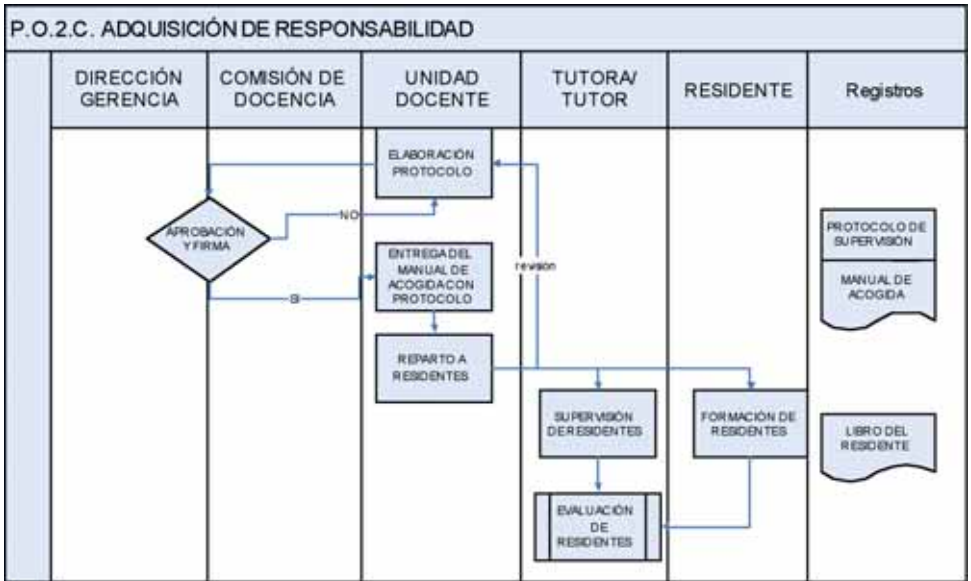 P.O.2.C. ADQUISICIÓN DE RESPONSABILIDAD
DIRECCIÓN
GERENCIA
COMISIÓN DE
DOCENCIA
UNIDAD
DOCENTE
TUTORA/
TUTOR
RESIDENTE
Registros
ELABORACIÓN
PROTOCOLO
NO
APROBACIÓN
Y FIRMA
SI
ENTREGA DEL
MANUAL DE
ACOGIDA CON
PROTOCOLO
revisión
REPARTO A
RESIDENTES
SUPERVISIÓN
DE RESIDENTES
FORMACIÓN DE
RESIDENTES
EVALUACIÓN
DE
RESIDENTES
PROTOCOLO DE
SUPERVISIÓN
MANUAL DE
ACOGIDA
LIBRO DEL
RESIDENTE